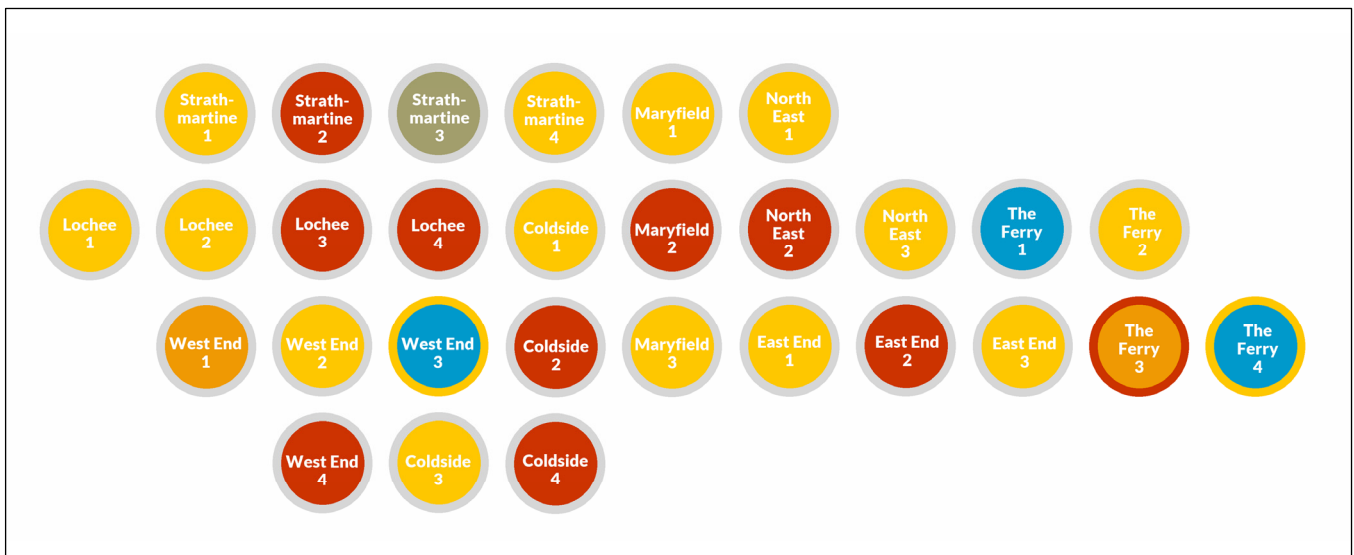 Strath-
martine
1
Strath-
martine
2
Strath-
martine
3
Strath-
martine
4
Maryfield
1
North
East
1
Lochee
1
Lochee
2
Lochee
3
Lochee
4
Coldside
1
Maryfield
2
North
East
2
North
East
3
The
Ferry
1
The
Ferry
2
West End
1
West End
2
West End
3
Coldside
2
Maryfield
3
East End
1
East End
2
East End
3
The
Ferry
3
The
Ferry
4
West End
4
Coldside
3
Coldside
4